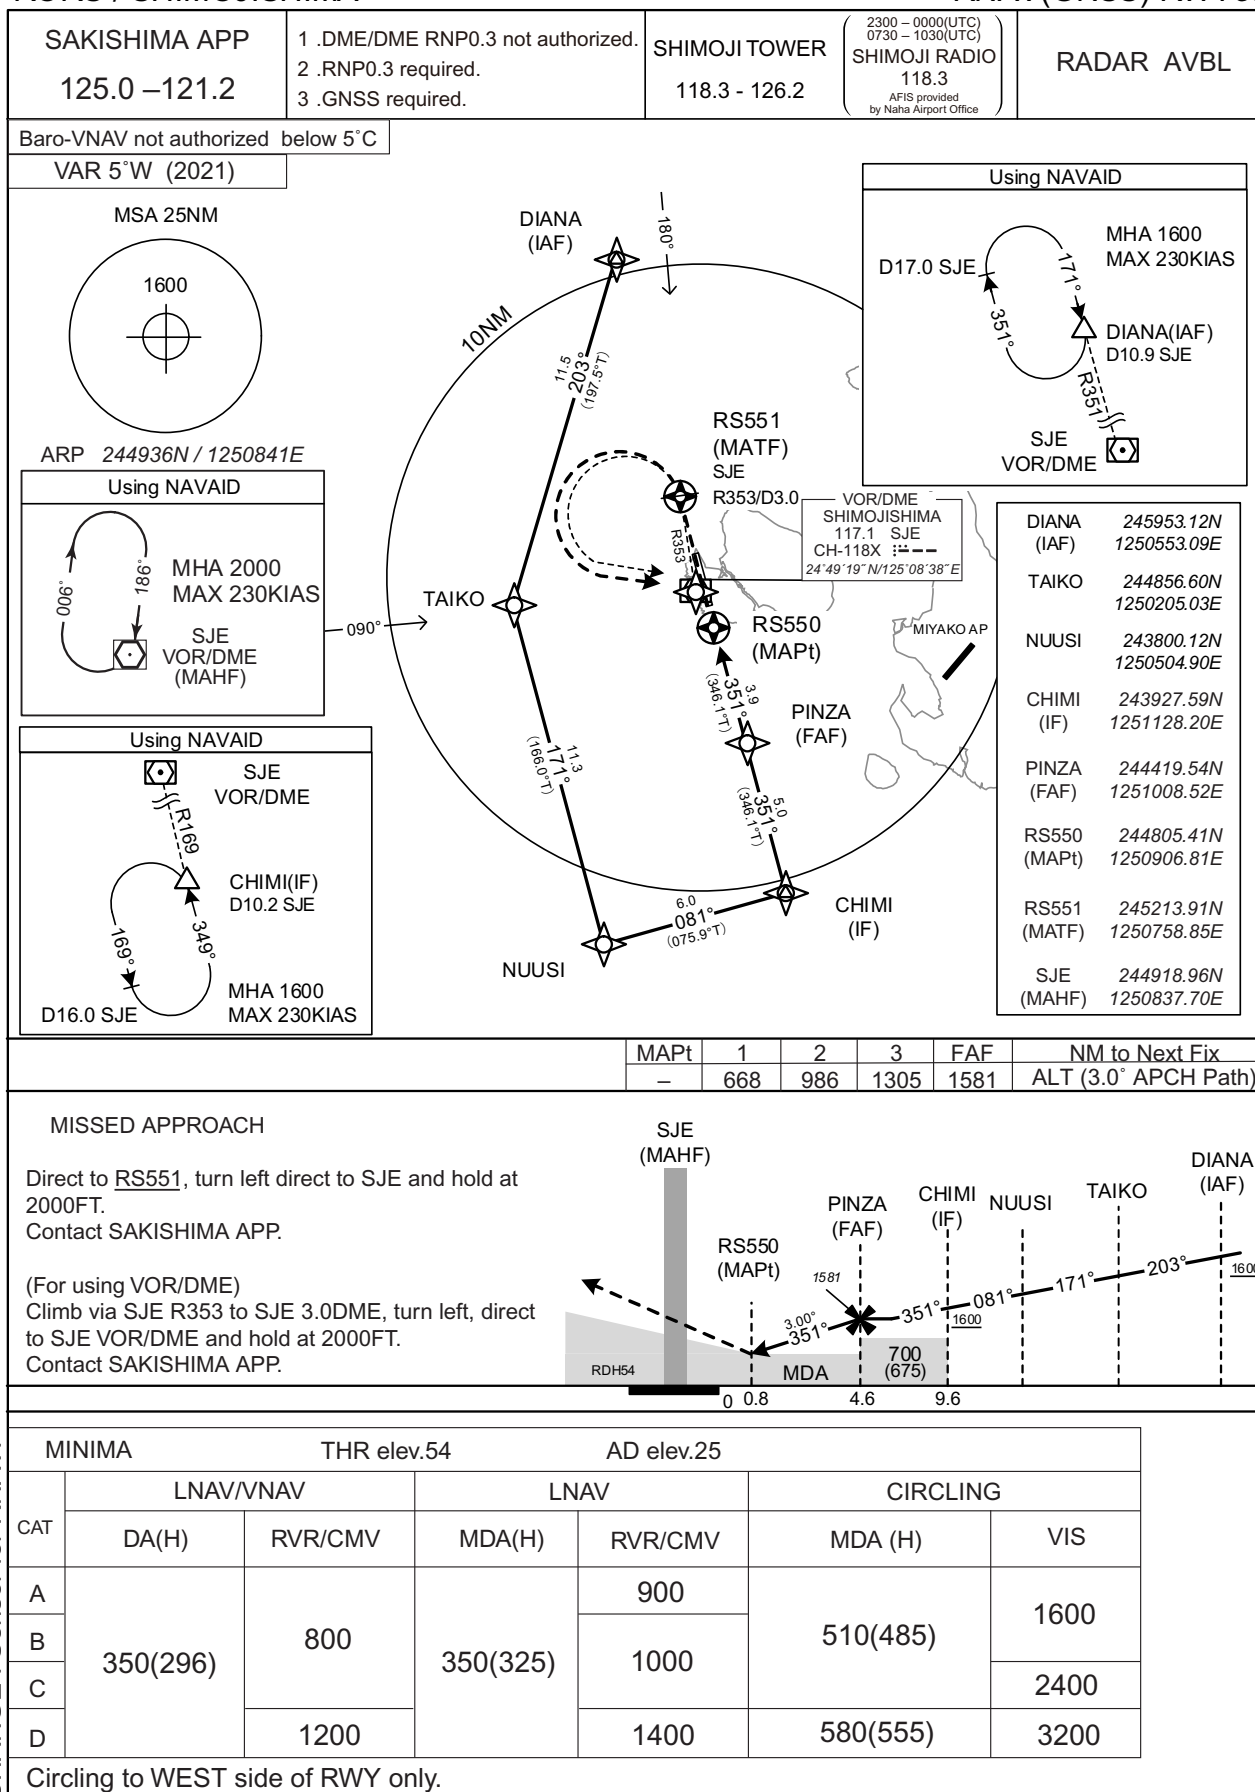 SAKISHIMA APP
125.0 –121.2
1 .DME/DME RNP0.3 not authorized.
2 .RNP0.3 required.
3 .GNSS required.
SHIMOJI TOWER
118.3 - 126.2
2300 – 0000(UTC)
0730 – 1030(UTC)
SHIMOJI RADIO
118.3
AFIS provided
by Naha Airport Office
RADAR AVBL
Baro-VNAV not authorized below 5˚C
VAR 5˚W (2021)
MSA 25NM
1600
ARP 244936N / 1250841E
Using NAVAID
006°
186°
MHA 2000
MAX 230KIAS
SJE
VOR/DME
(MAHF)
Using NAVAID
SJE
VOR/DME
R169
CHIMI(IF)
D10.2 SJE
169°
349°
D16.0 SJE
MHA 1600
MAX 230KIAS
DIANA
(IAF)
180°
10NM
11.5
203°
(197.5°T)
RS551
(MATF)
SJE
R353/D3.0
R353
VOR/DME
SHIMOJISHIMA
117.1 SJE
CH-118X
24°49´19˝N/125°08´38˝E
TAIKO
090°
RS550
(MAPt)
MIYAKO AP
3.9
351°
(346.1°T)
PINZA
(FAF)
11.3
171°
(166.0°T)
5.0
351°
(346.1°T)
6.0
081°
(075.9°T)
CHIMI
(IF)
NUUSI
Using NAVAID
MHA 1600
MAX 230KIAS
D17.0 SJE
171°
351°
DIANA(IAF)
D10.9 SJE
R351
SJE
VOR/DME
DIANA 245953.12N
(IAF) 1250553.09E
TAIKO 244856.60N
1250205.03E
NUUSI 243800.12N
1250504.90E
CHIMI 243927.59N
(IF) 1251128.20E
PINZA 244419.54N
(FAF) 1251008.52E
RS550 244805.41N
(MAPt) 1250906.81E
RS551 245213.91N
(MATF) 1250758.85E
SJE 244918.96N
(MAHF) 1250837.70E
MAPt 1 2 3 FAF NM to Next Fix
– 668 986 1305 1581 ALT (3.0˚ APCH Path)
MISSED APPROACH
Direct to RS551, turn left direct to SJE and hold at
2000FT.
Contact SAKISHIMA APP.
(For using VOR/DME)
Climb via SJE R353 to SJE 3.0DME, turn left, direct
to SJE VOR/DME and hold at 2000FT.
Contact SAKISHIMA APP.
SJE
(MAHF)
RS550
(MAPt)
PINZA
(FAF)
CHIMI
(IF)
NUUSI
TAIKO
DIANA
(IAF)
1581
3.00°
351°
351°
1600
081°
171°
203°
RDH54
MDA
700
(675)
0 0.8 4.6 9.6
MINIMA THR elev.54 AD elev.25
CAT LNAV/VNAV LNAV CIRCLING
DA(H) RVR/CMV MDA(H) RVR/CMV MDA (H) VIS
A 350(296) 800 350(325) 900 510(485) 1600
B 1000
C 2400
D 1200 1400 580(555) 3200
Circling to WEST side of RWY only.